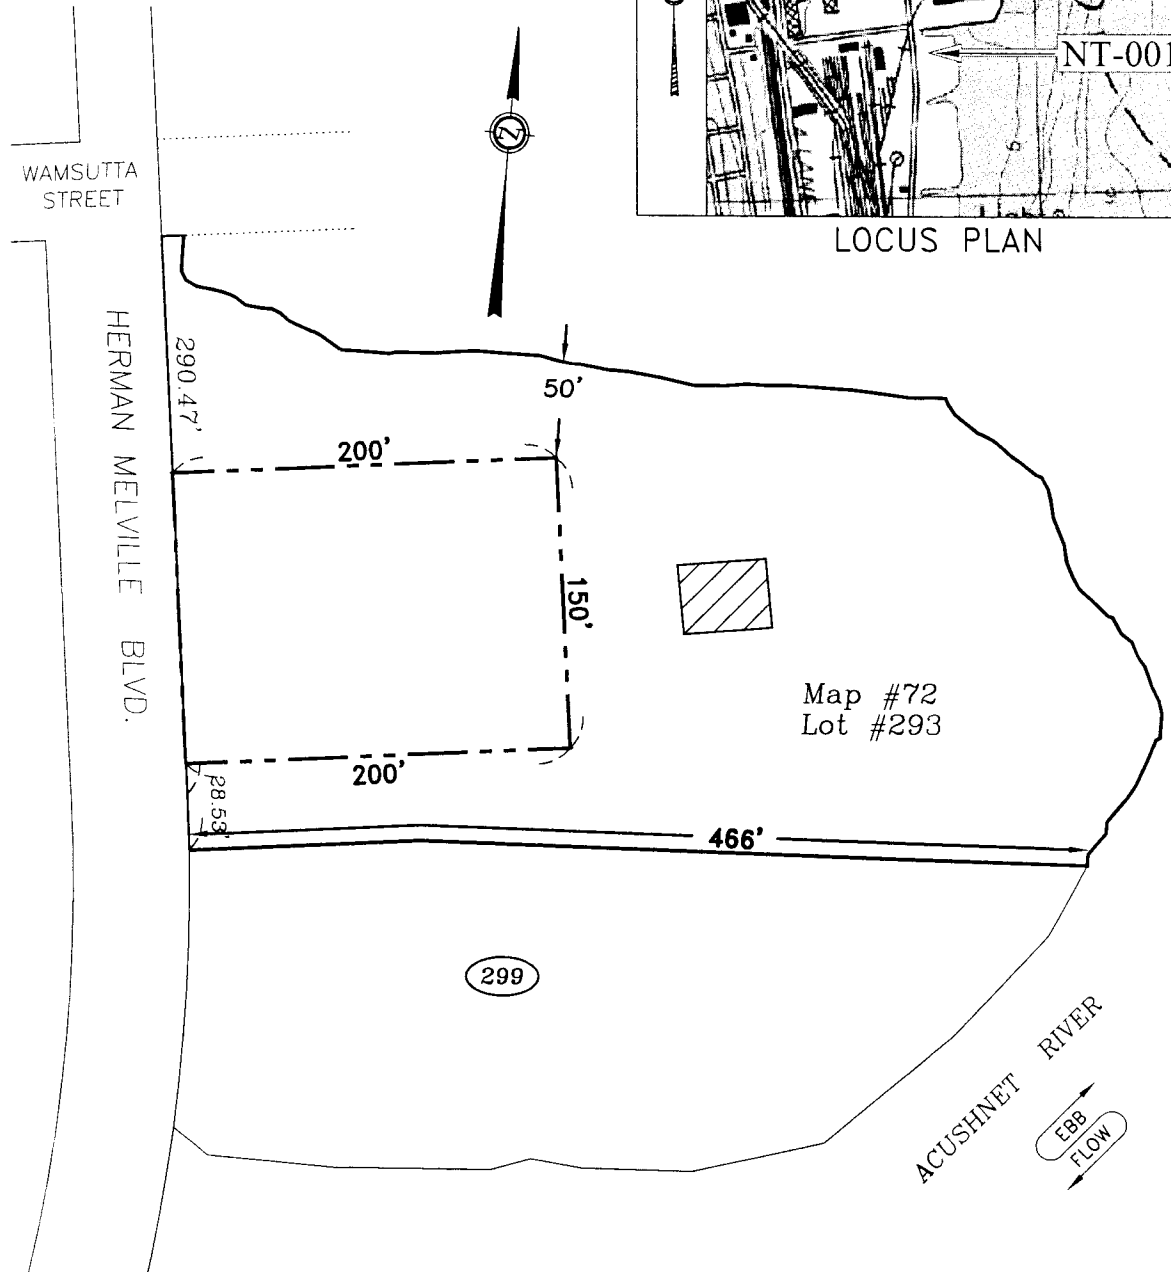 NT-001
LOCUS PLAN
WAMSUTTA
STREET
Z
HERMAN MELVILLE BLVD.
290.47'
50'
200'
150'
200'
28.53'
Map #72
Lot #293
466'
299
ACUSHNET RIVER
EBB
FLOW